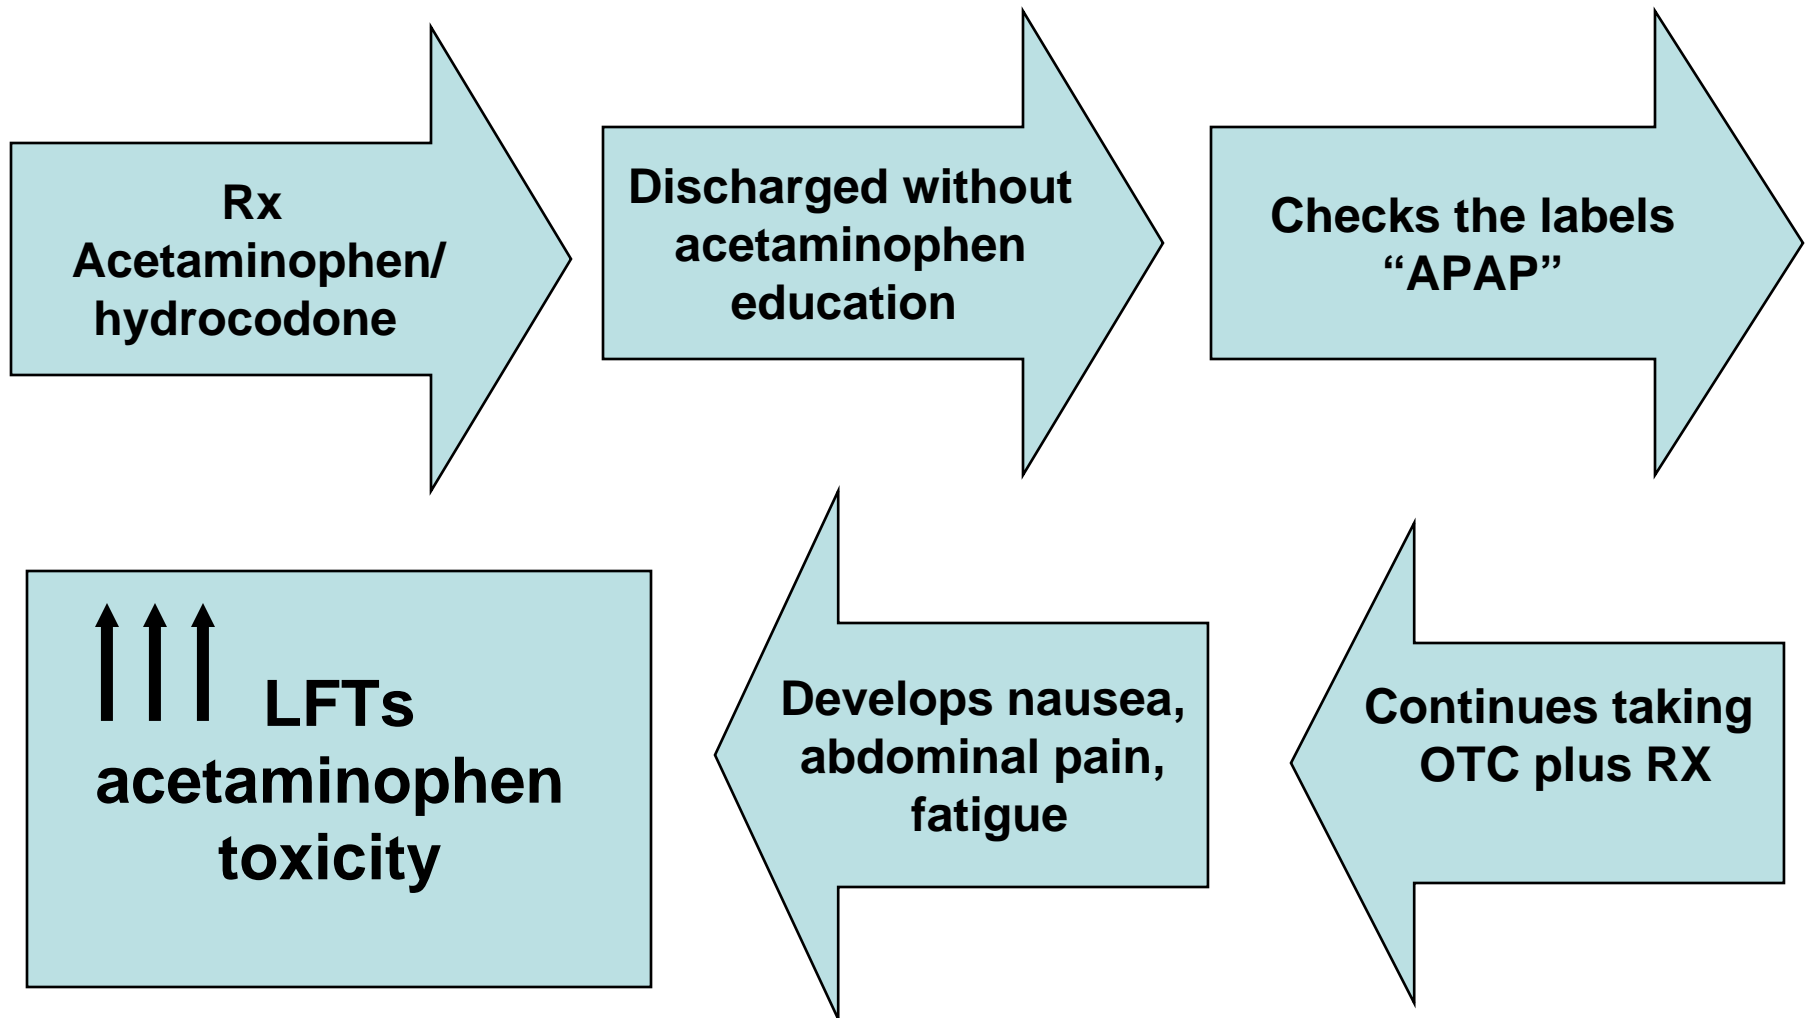 Rx
Acetaminophen/
hydrocodone
Discharged without
acetaminophen
education
Checks the labels
“APAP”
Continues taking
OTC plus RX
Develops nausea,
abdominal pain,
fatigue
LFTs
acetaminophen
toxicity